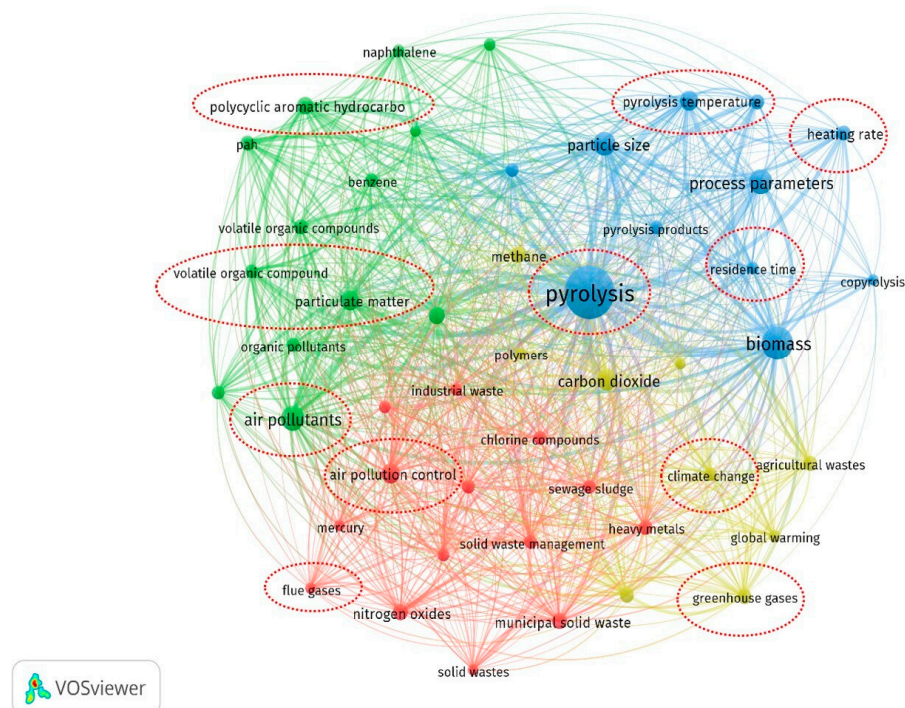 naphthalene
polycyclic aromatic hydrocarbo
pyrolysis temperature
heating rate
pah
particle size
benzene
process parameters
volatile organic compounds
pyrolysis products
methane
volatile organic compound
residence time
copyrolysis
particulate matter
pyrolysis
organic pollutants
polymers
biomass
industrial waste
carbon dioxide
air pollutants
chlorine compounds
air pollution control
climate change
agricultural wastes
sewage sludge
mercury
heavy metals
solid waste management
global warming
flue gases
greenhouse gases
nitrogen oxides
municipal solid waste
solid wastes
VOSviewer